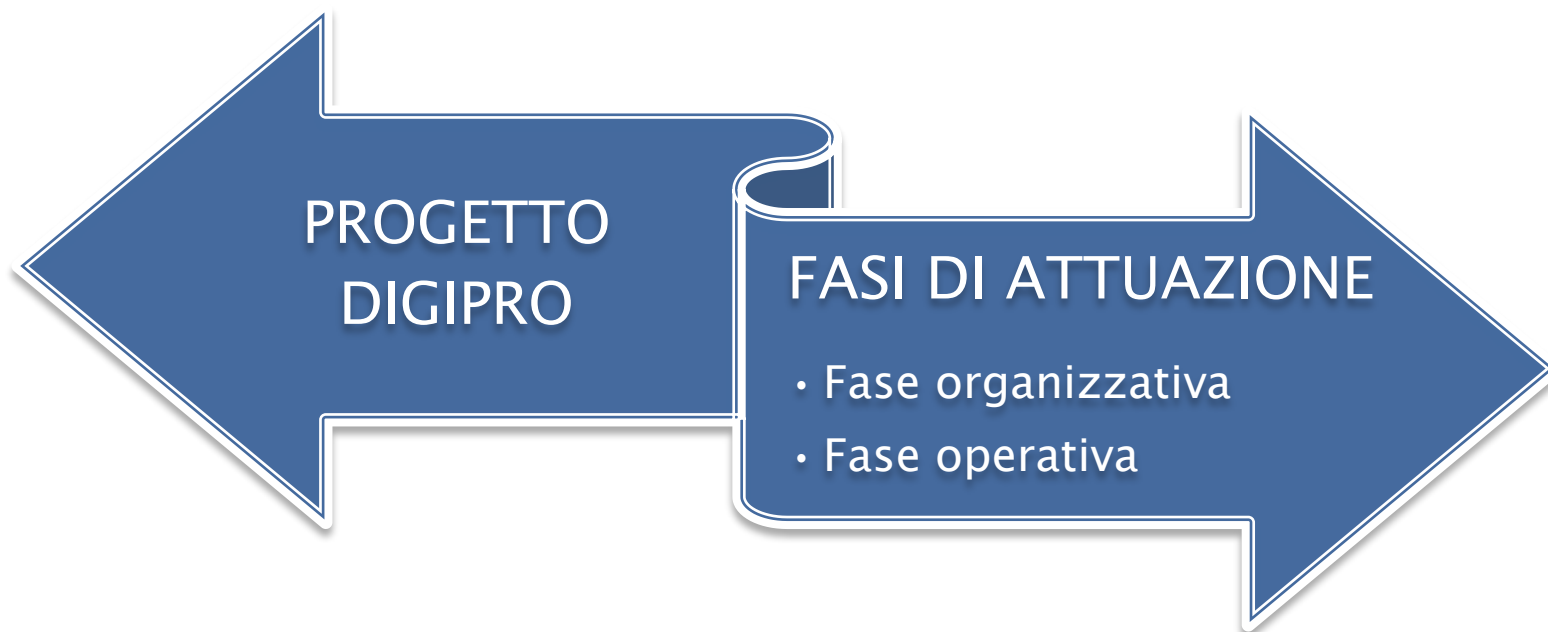 PROGETTO
DIGIPRO
FASI DI ATTUAZIONE
• Fase organizzativa
• Fase operativa